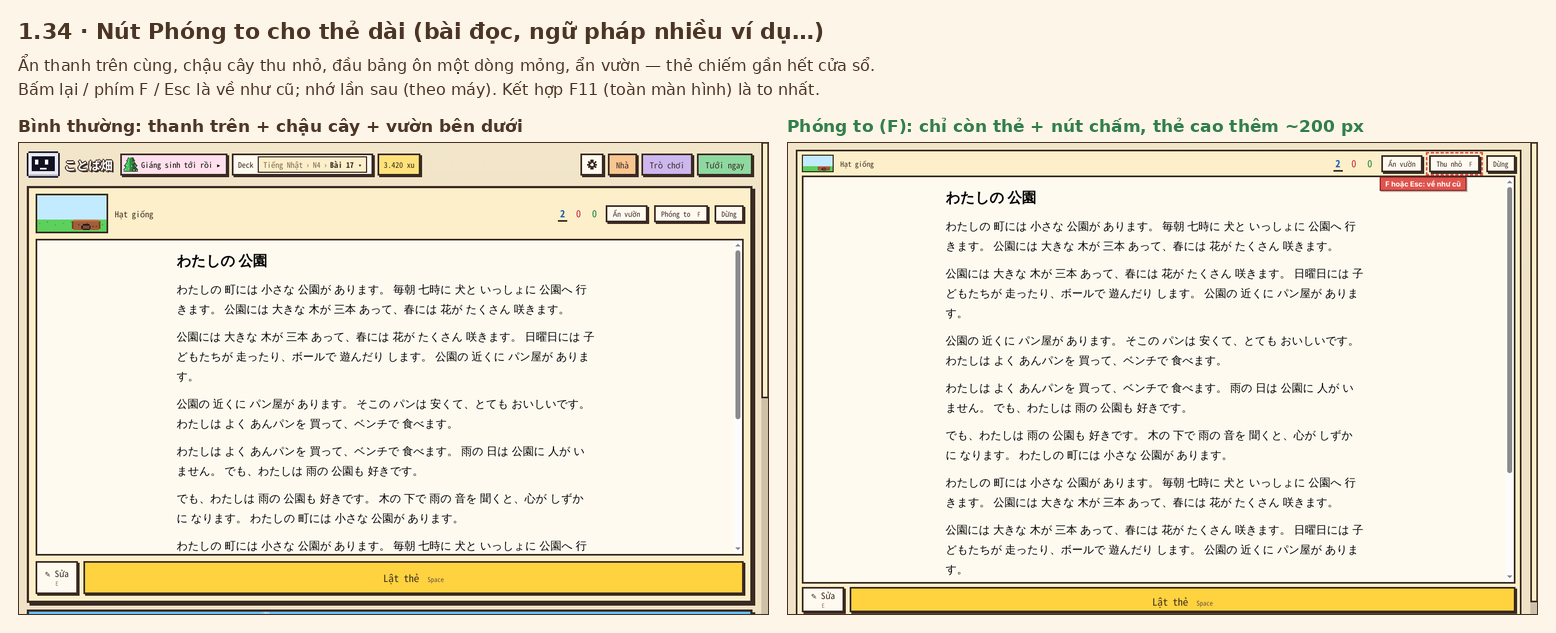 1.34 · Nút Phóng to cho thẻ dài (bài đọc, ngữ pháp nhiều ví dụ…)
Ẩn thanh trên cùng, chậu cây thu nhỏ, đầu bảng ôn một dòng mỏng, ẩn vườn — thẻ chiếm gần hết cửa sổ.
Bấm lại / phím F / Esc là về như cũ; nhớ lần sau (theo máy). Kết hợp F11 (toàn màn hình) là to nhất.
Bình thường: thanh trên + chậu cây + vườn bên dưới
ことば畑 Giáng sinh tới rồi ▸ Deck Tiếng Nhật › N4 › Bài 17 ▾ 3.420 xu ⚙ Nhà Trò chơi Tưới ngay
Hạt giống 2 0 0 Ẩn vườn Phóng to F Dừng
わたしの 公園
わたしの 町には 小さな 公園が あります。 毎朝 七時に 犬と いっしょに 公園へ 行
きます。 公園には 大きな 木が 三本 あって、春には 花が たくさん 咲きます。
公園には 大きな 木が 三本 あって、春には 花が たくさん 咲きます。 日曜日には 子
どもたちが 走ったり、ボールで 遊んだり します。 公園の 近くに パン屋が ありま
す。
公園の 近くに パン屋が あります。 そこの パンは 安くて、とても おいしいです。
わたしは よく あんパンを 買って、ベンチで 食べます。
わたしは よく あんパンを 買って、ベンチで 食べます。 雨の 日は 公園に 人が い
ません。 でも、わたしは 雨の 公園も 好きです。
でも、わたしは 雨の 公園も 好きです。 木の 下で 雨の 音を 聞くと、心が しずか
に なります。 わたしの 町には 小さな 公園が あります。
わたしの 町には 小さな 公園が あります。 毎朝 七時に 犬と いっしょに 公園へ 行
✎ Sửa E
Lật thẻ Space
Phóng to (F): chỉ còn thẻ + nút chấm, thẻ cao thêm ~200 px
Hạt giống 2 0 0 Ẩn vườn Thu nhỏ F Dừng
F hoặc Esc: về như cũ
わたしの 公園
わたしの 町には 小さな 公園が あります。 毎朝 七時に 犬と いっしょに 公園へ 行
きます。 公園には 大きな 木が 三本 あって、春には 花が たくさん 咲きます。
公園には 大きな 木が 三本 あって、春には 花が たくさん 咲きます。 日曜日には 子
どもたちが 走ったり、ボールで 遊んだり します。 公園の 近くに パン屋が ありま
す。
公園の 近くに パン屋が あります。 そこの パンは 安くて、とても おいしいです。
わたしは よく あんパンを 買って、ベンチで 食べます。
わたしは よく あんパンを 買って、ベンチで 食べます。 雨の 日は 公園に 人が い
ません。 でも、わたしは 雨の 公園も 好きです。
でも、わたしは 雨の 公園も 好きです。 木の 下で 雨の 音を 聞くと、心が しずか
に なります。 わたしの 町には 小さな 公園が あります。
わたしの 町には 小さな 公園が あります。 毎朝 七時に 犬と いっしょに 公園へ 行
きます。 公園には 大きな 木が 三本 あって、春には 花が たくさん 咲きます。
公園には 大きな 木が 三本 あって、春には 花が たくさん 咲きます。 日曜日には 子
どもたちが 走ったり、ボールで 遊んだり します。 公園の 近くに パン屋が ありま
す。
✎ Sửa E
Lật thẻ Space